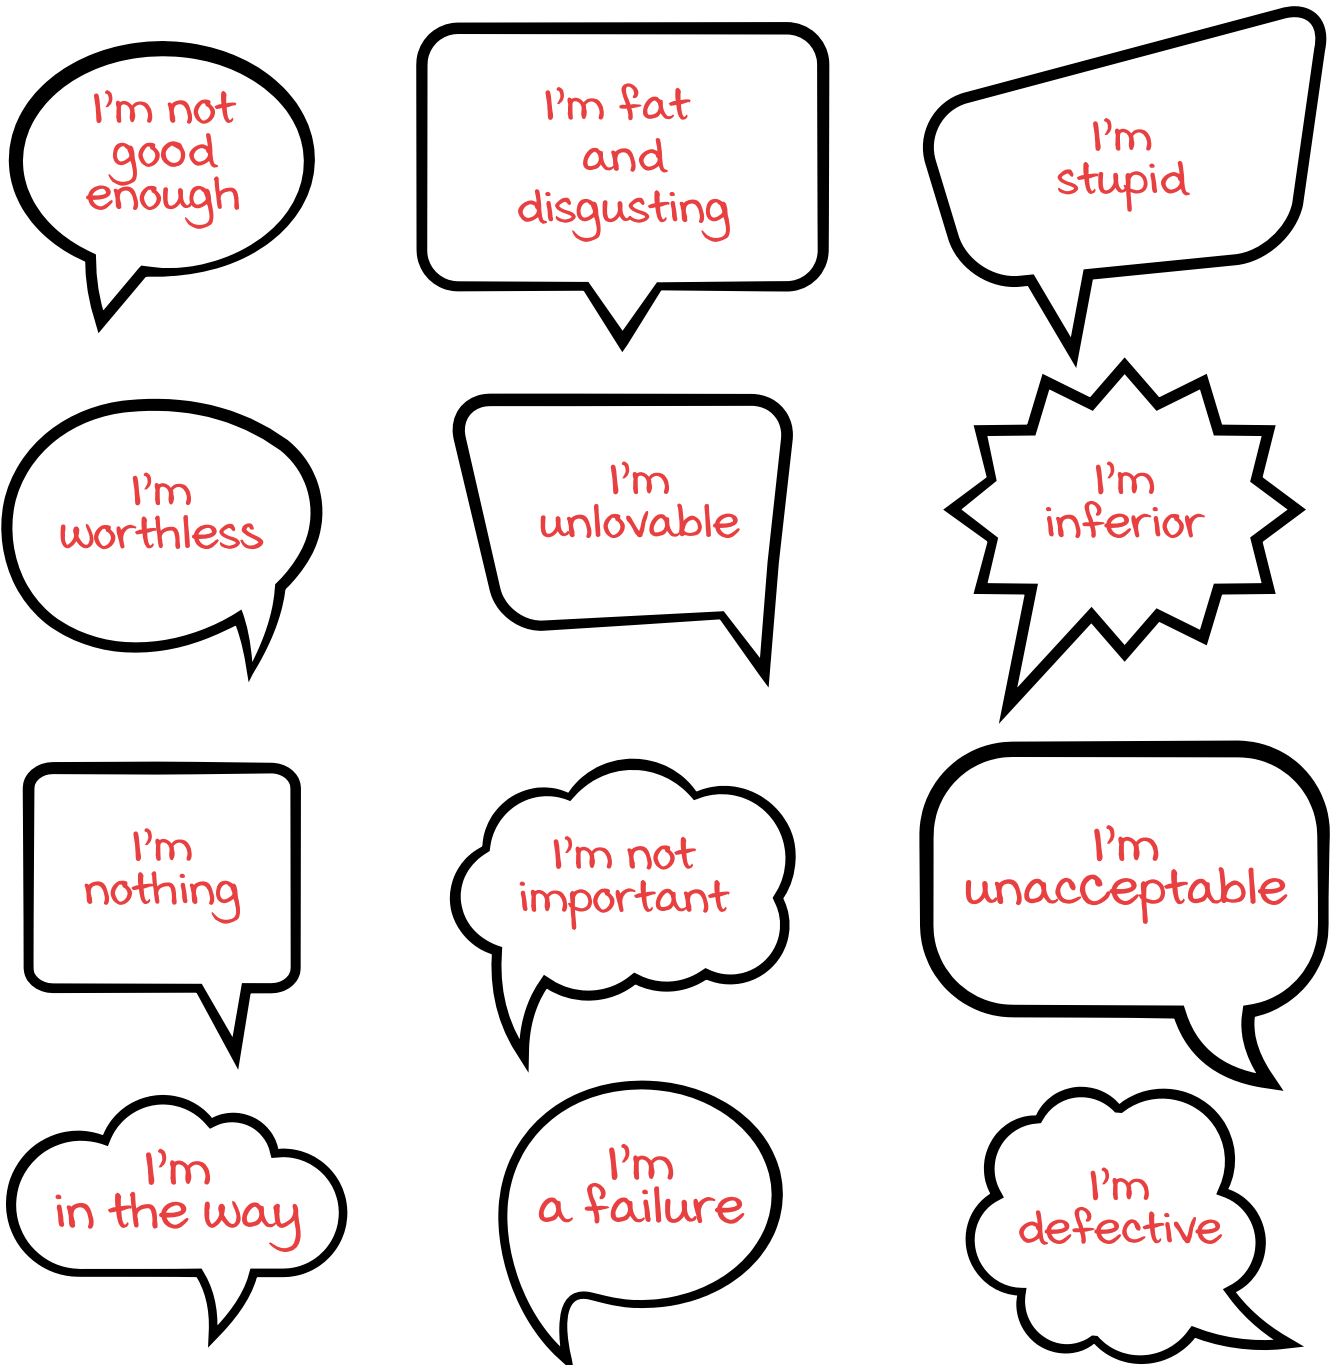 I'm not
good
enough
I'm fat
and
disgusting
I'm
stupid
I'm
worthless
I'm
unlovable
I'm
inferior
I'm
nothing
I'm not
important
I'm
unacceptable
I'm
in the way
I'm
a failure
I'm
defective